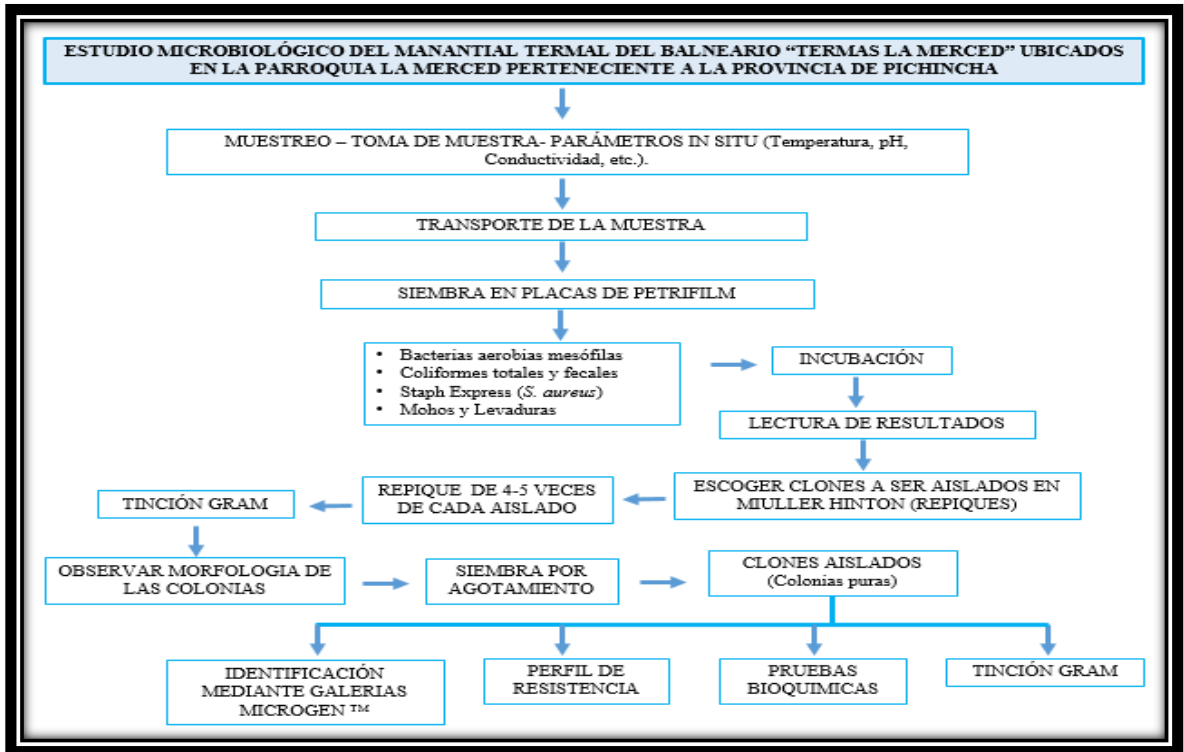 ESTUDIO MICROBIOLÓGICO DEL MANANTIAL TERMAL DEL BALNEARIO “TERMAS LA MERCED” UBICADOS
EN LA PARROQUIA LA MERCED PERTENECIENTE A LA PROVINCIA DE PICHINCHA
MUESTREO – TOMA DE MUESTRA- PARÁMETROS IN SITU (Temperatura, pH,
Conductividad, etc.).
TRANSPORTE DE LA MUESTRA
SIEMBRA EN PLACAS DE PETRIFILM
• Bacterias aerobias mesófilas
• Coliformes totales y fecales
• Staph Express (S. aureus)
• Mohos y Levaduras
INCUBACIÓN
LECTURA DE RESULTADOS
ESCOGER CLONES A SER AISLADOS EN
MIULLER HINTON (REPIQUES)
REPIQUE DE 4-5 VECES
DE CADA AISLADO
TINCIÓN GRAM
OBSERVAR MORFOLOGIA DE
LAS COLONIAS
SIEMBRA POR
AGOTAMIENTO
CLONES AISLADOS
(Colonias puras)
IDENTIFICACIÓN
MEDIANTE GALERIAS
MICROGEN ™
PERFIL DE
RESISTENCIA
PRUEBAS
BIOQUIMICAS
TINCIÓN GRAM